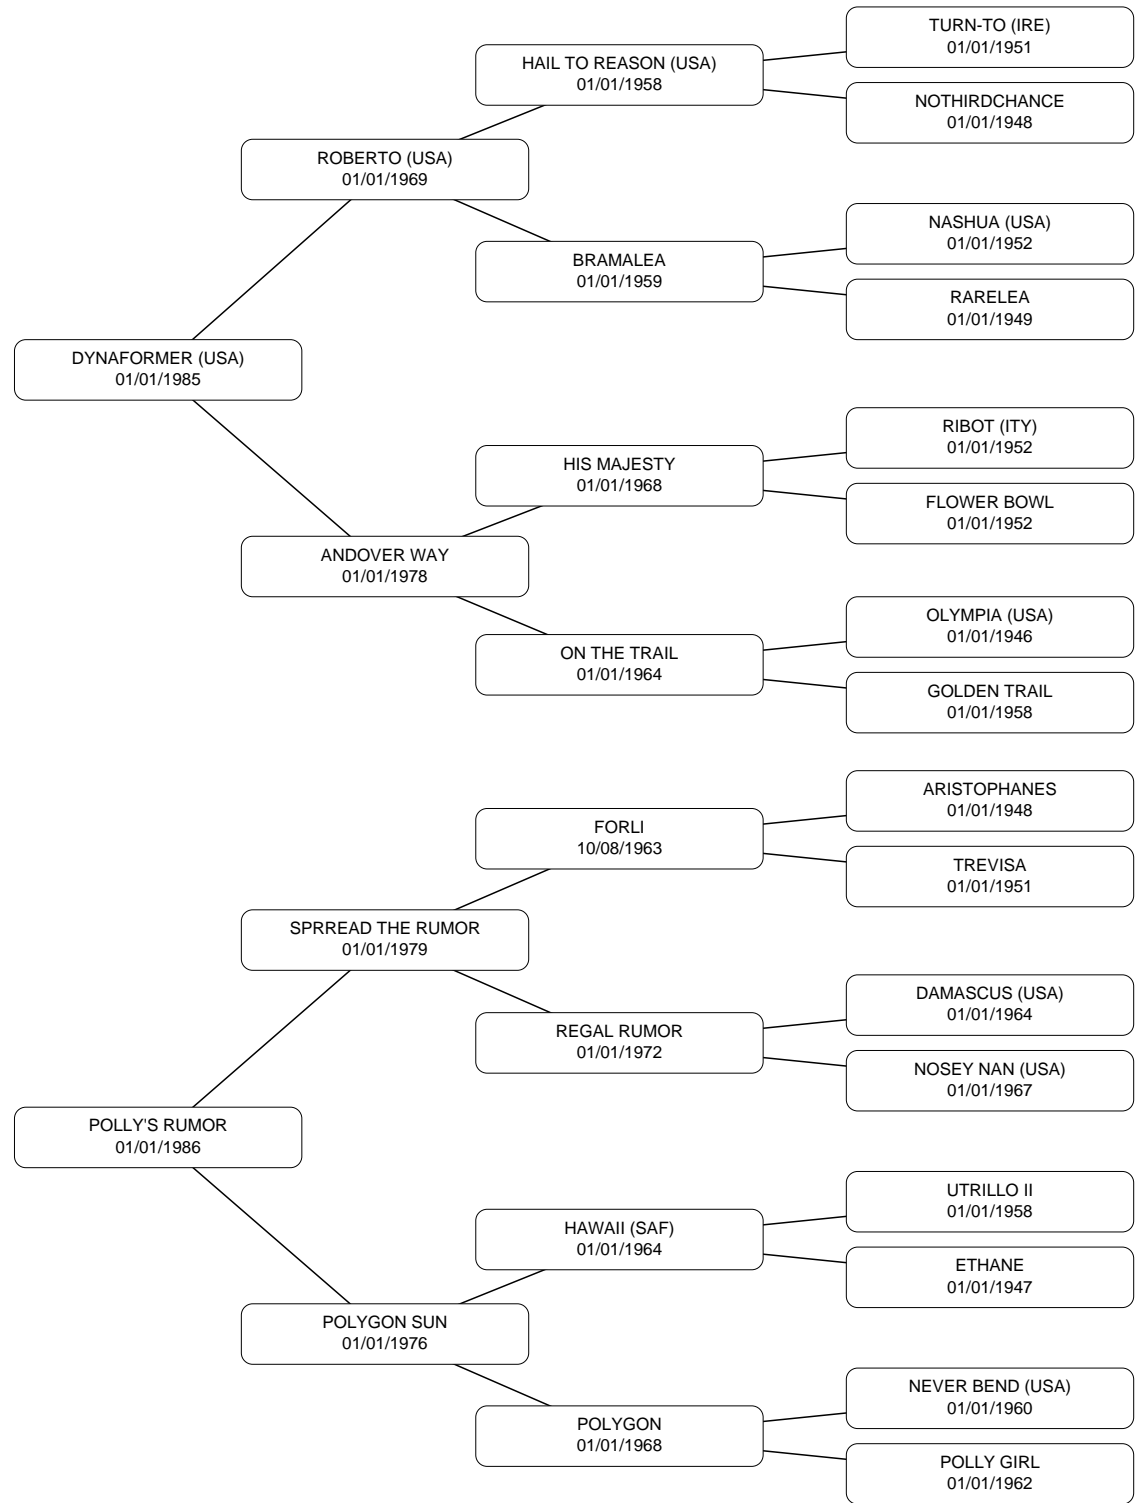 TURN-TO (IRE)
01/01/1951
HAIL TO REASON (USA)
01/01/1958
NOTHIRDCHANCE
01/01/1948
ROBERTO (USA)
01/01/1969
NASHUA (USA)
01/01/1952
BRAMALEA
01/01/1959
RARELEA
01/01/1949
DYNAFORMER (USA)
01/01/1985
RIBOT (ITY)
01/01/1952
HIS MAJESTY
01/01/1968
FLOWER BOWL
01/01/1952
ANDOVER WAY
01/01/1978
OLYMPIA (USA)
01/01/1946
ON THE TRAIL
01/01/1964
GOLDEN TRAIL
01/01/1958
ARISTOPHANES
01/01/1948
FORLI
10/08/1963
TREVISA
01/01/1951
SPRREAD THE RUMOR
01/01/1979
DAMASCUS (USA)
01/01/1964
REGAL RUMOR
01/01/1972
NOSEY NAN (USA)
01/01/1967
POLLY'S RUMOR
01/01/1986
UTRILLO II
01/01/1958
HAWAII (SAF)
01/01/1964
ETHANE
01/01/1947
POLYGON SUN
01/01/1976
NEVER BEND (USA)
01/01/1960
POLYGON
01/01/1968
POLLY GIRL
01/01/1962